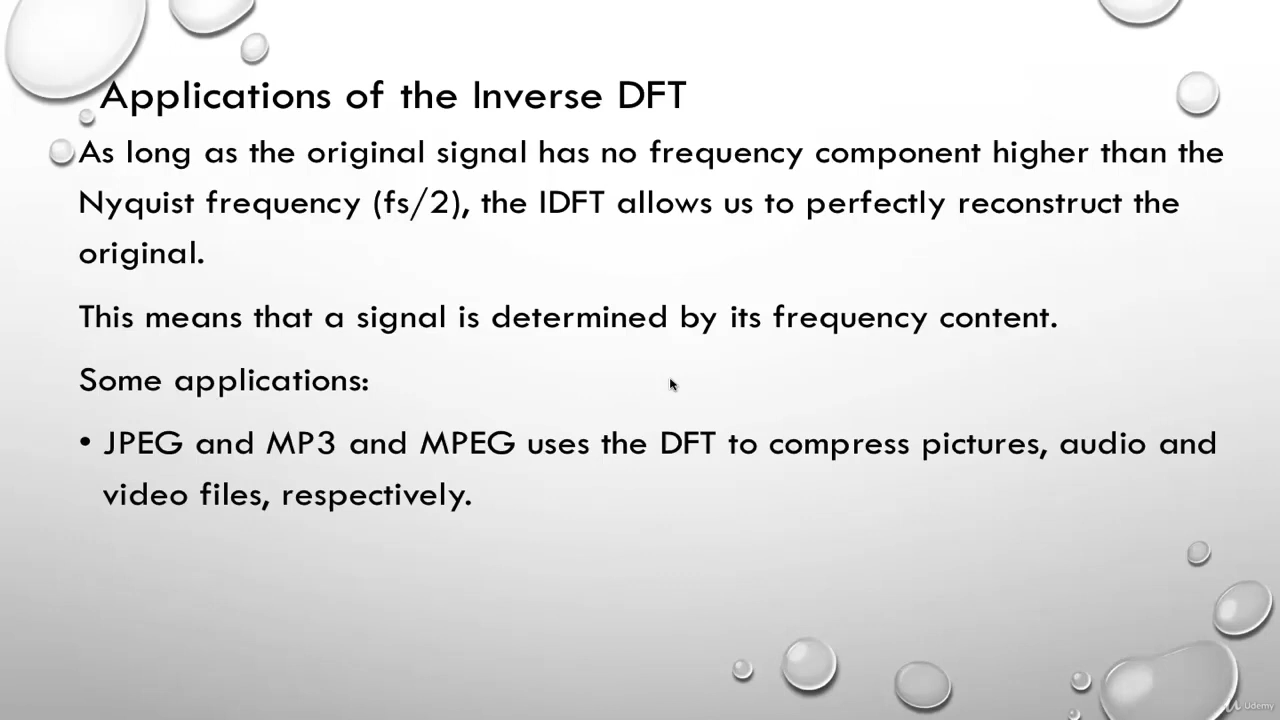 Applications of the Inverse DFT
As long as the original signal has no frequency component higher than the
Nyquist frequency (fs/2), the IDFT allows us to perfectly reconstruct the
original.
This means that a signal is determined by its frequency content.
Some applications:
• JPEG and MP3 and MPEG uses the DFT to compress pictures, audio and
video files, respectively.
Udemy